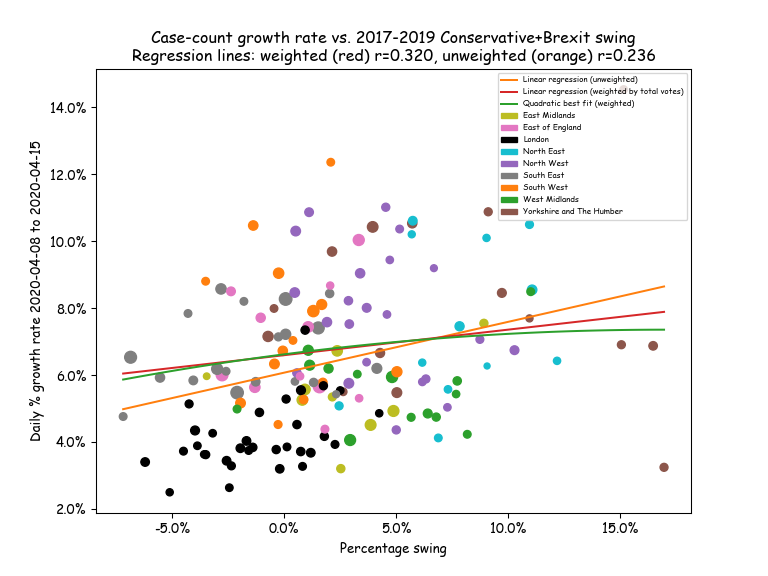 Case-count growth rate vs. 2017-2019 Conservative+Brexit swing
Regression lines: weighted (red) r=0.320, unweighted (orange) r=0.236
Linear regression (unweighted)
Linear regression (weighted by total votes)
Quadratic best fit (weighted)
East Midlands
East of England
London
North East
North West
South East
South West
West Midlands
Yorkshire and The Humber
Daily % growth rate 2020-04-08 to 2020-04-15
14.0%
12.0%
10.0%
8.0%
6.0%
4.0%
2.0%
-5.0%
0.0%
5.0%
10.0%
15.0%
Percentage swing